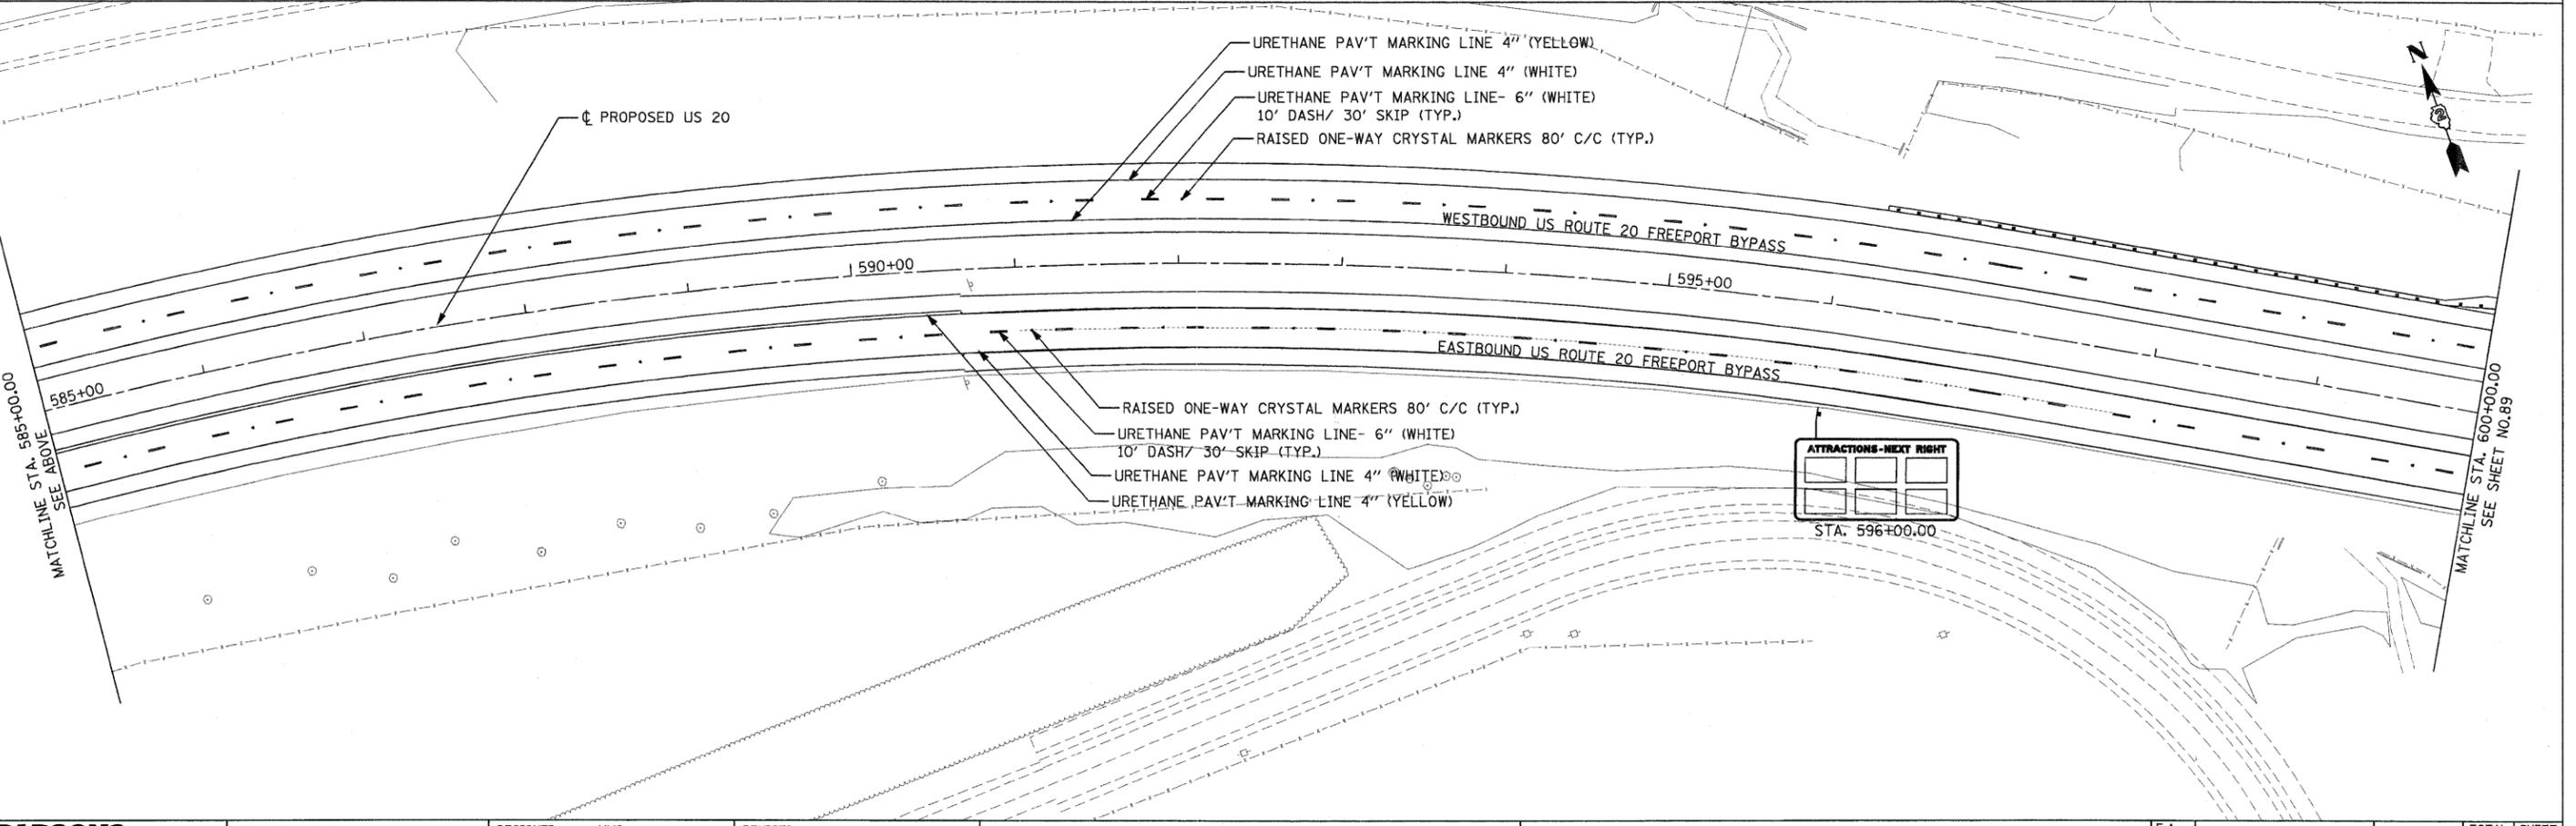 URETHANE PAV'T MARKING LINE 4" (YELLOW)
URETHANE PAV'T MARKING LINE 4" (WHITE)
URETHANE PAV'T MARKING LINE- 6" (WHITE)
10' DASH/ 30' SKIP (TYP.)
RAISED ONE-WAY CRYSTAL MARKERS 80' C/C (TYP.)
℄ PROPOSED US 20
N
WESTBOUND US ROUTE 20 FREEPORT BYPASS
590+00
595+00
585+00
EASTBOUND US ROUTE 20 FREEPORT BYPASS
MATCHLINE STA. 585+00.00
SEE ABOVE
RAISED ONE-WAY CRYSTAL MARKERS 80' C/C (TYP.)
URETHANE PAV'T MARKING LINE- 6" (WHITE)
10' DASH/ 30' SKIP (TYP.)
URETHANE PAV'T MARKING LINE 4" (WHITE)
URETHANE PAV'T MARKING LINE 4" (YELLOW)
ATTRACTIONS-NEXT RIGHT
STA. 596+00.00
MATCHLINE STA. 600+00.00
SEE SHEET NO.89